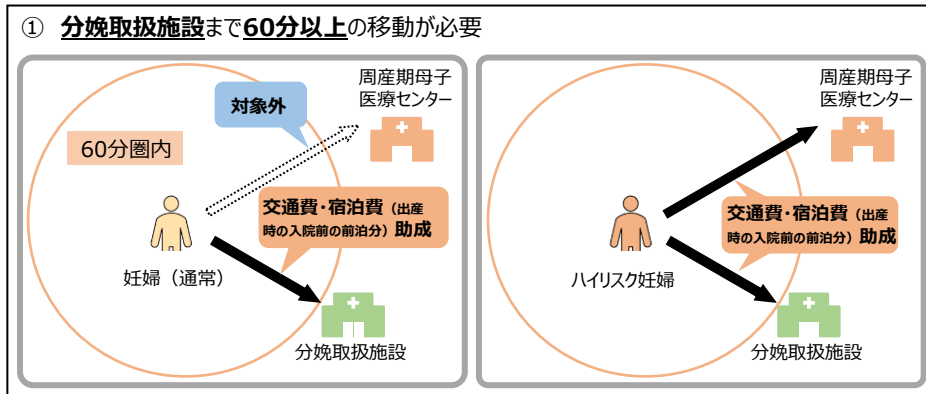 ① 分娩取扱施設まで60分以上の移動が必要
周産期母子
医療センター
対象外
60分圏内
交通費・宿泊費（出産
時の入院前の前泊分）助成
妊婦（通常）
分娩取扱施設
周産期母子
医療センター
交通費・宿泊費（出産
時の入院前の前泊分）助成
ハイリスク妊婦
分娩取扱施設